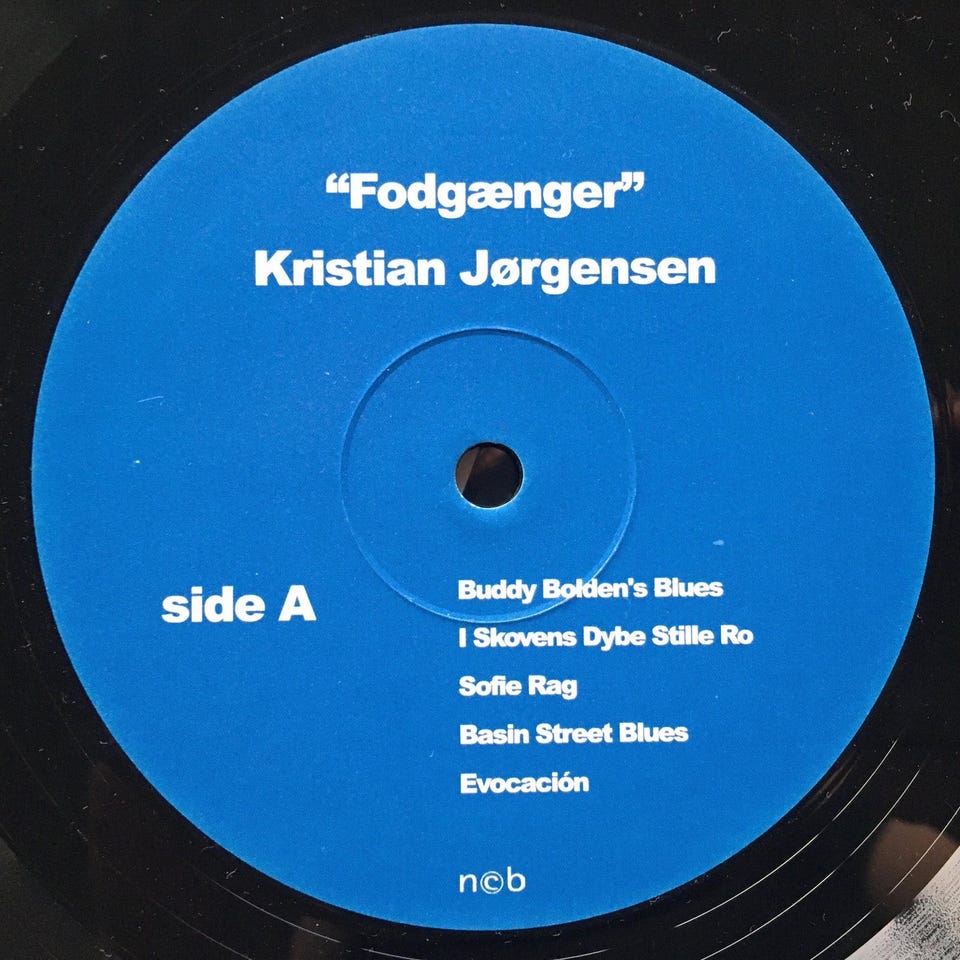 “Fodgænger”
Kristian Jørgensen
side A
Buddy Bolden's Blues
I Skovens Dybe Stille Ro
Sofie Rag
Basin Street Blues
Evocación
n©b